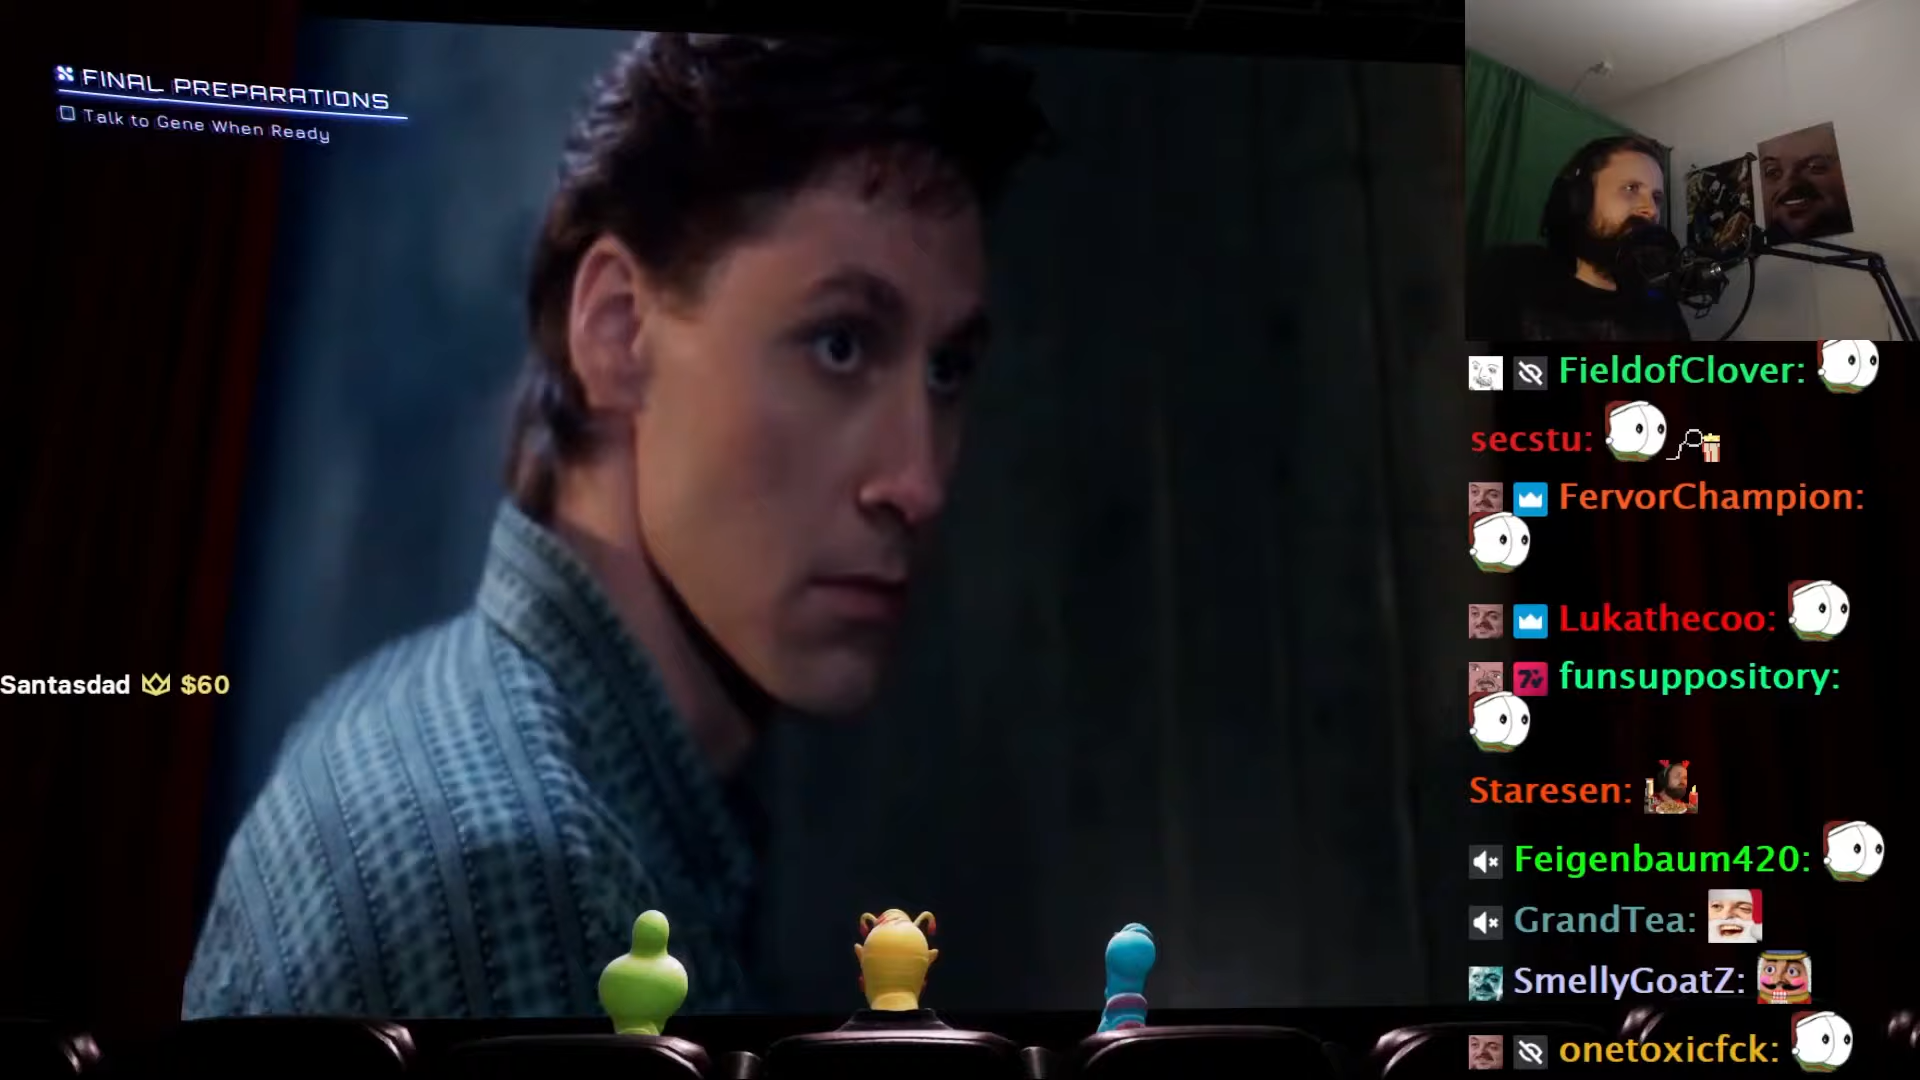 FINAL PREPARATIONS
Talk to Gene When Ready
Santasdad $60
FieldofClover:
secstu:
FervorChampion:
Lukathecoo:
funsuppository:
Staresen:
Feigenbaum420:
GrandTea:
SmellyGoatZ:
onetoxicfck: